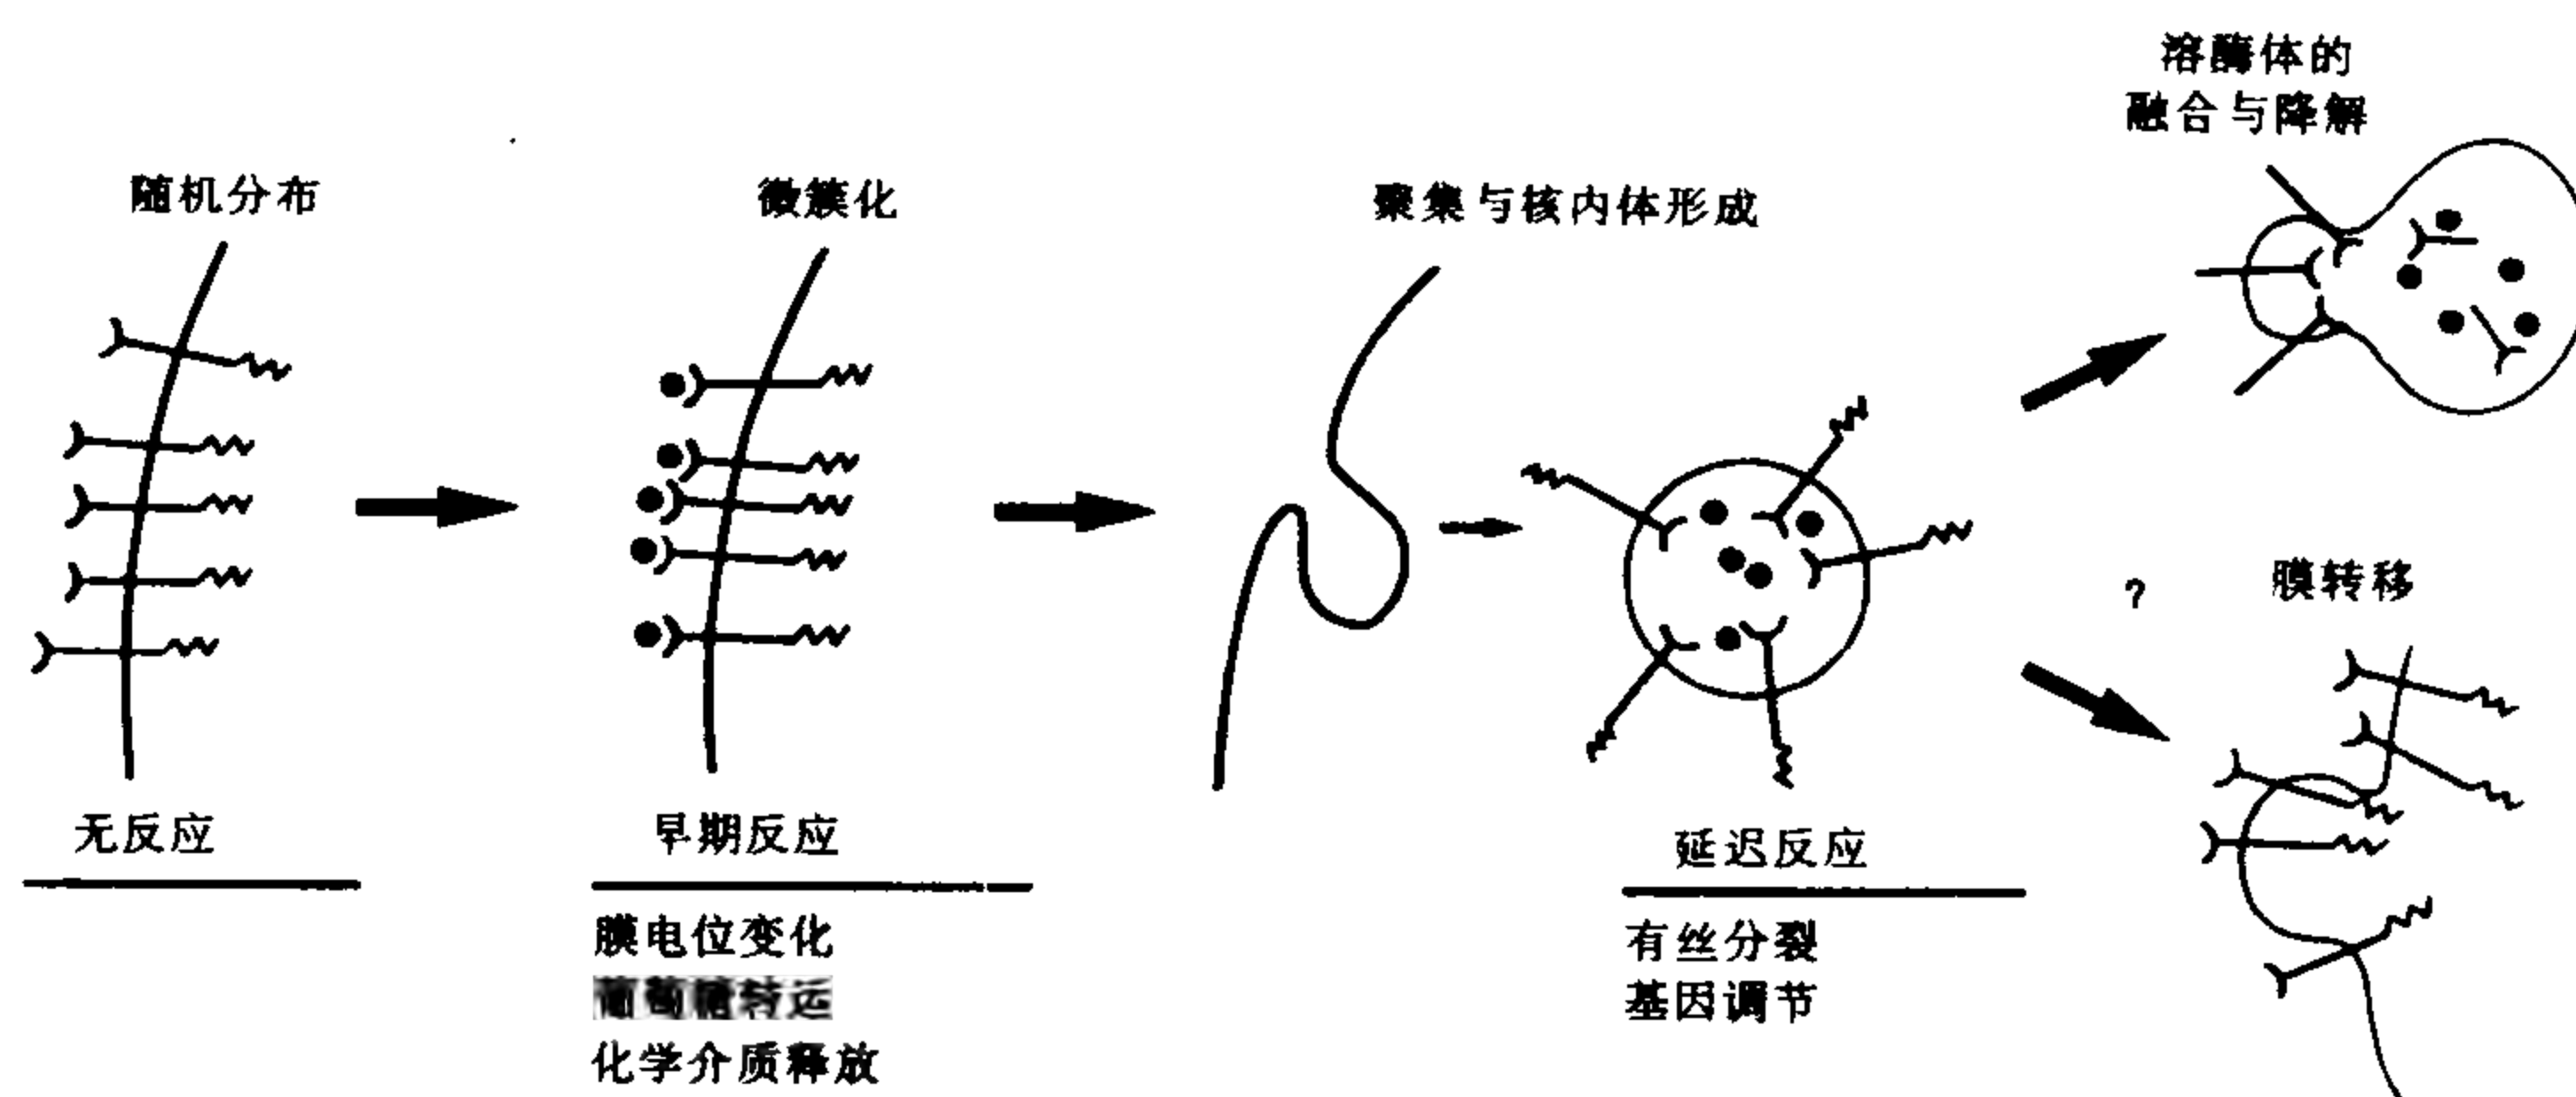 随机分布
无反应
微簇化
早期反应
膜电位变化
葡萄糖转运
化学介质释放
聚集与核内体形成
延迟反应
有丝分裂
基因调节
溶酶体的
融合与降解
?
膜转移